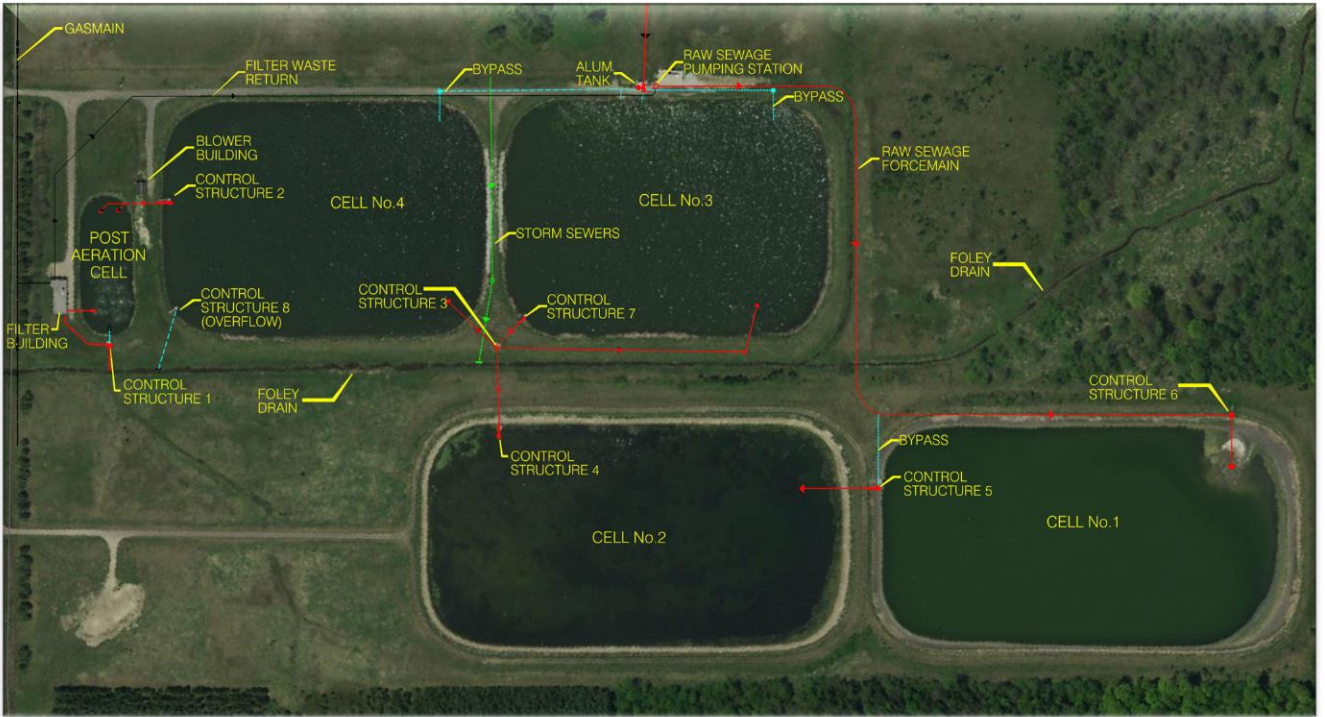 GASMAIN
FILTER WASTE
RETURN
BYPASS
ALUM
TANK
RAW SEWAGE
PUMPING STATION
BYPASS
BLOWER
BUILDING
CONTROL
STRUCTURE 2
CELL No.4
CELL No.3
RAW SEWAGE
FORCEMAIN
POST
AERATION
CELL
STORM SEWERS
FOLEY
DRAIN
CONTROL
STRUCTURE 8
(OVERFLOW)
CONTROL
STRUCTURE 3
CONTROL
STRUCTURE 7
FILTER
BUILDING
CONTROL
STRUCTURE 1
FOLEY
DRAIN
CONTROL
STRUCTURE 6
CONTROL
STRUCTURE 4
BYPASS
CONTROL
STRUCTURE 5
CELL No.2
CELL No.1